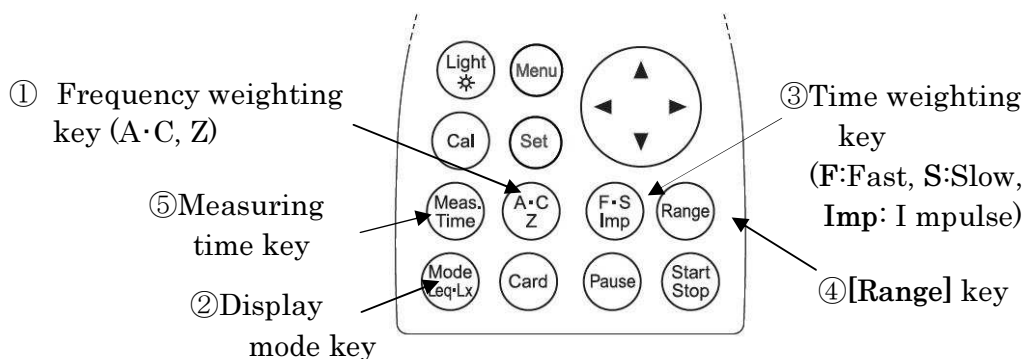 ① Frequency weighting
key (A·C, Z)
⑤Measuring
time key
②Display
mode key
Light
Menu
Cal
Set
Meas.
Time
A·C
Z
F·S
Imp
Range
Mode
Leq·Lx
Card
Pause
Start
Stop
③Time weighting
key
(F:Fast, S:Slow,
Imp: I mpulse)
④[Range] key